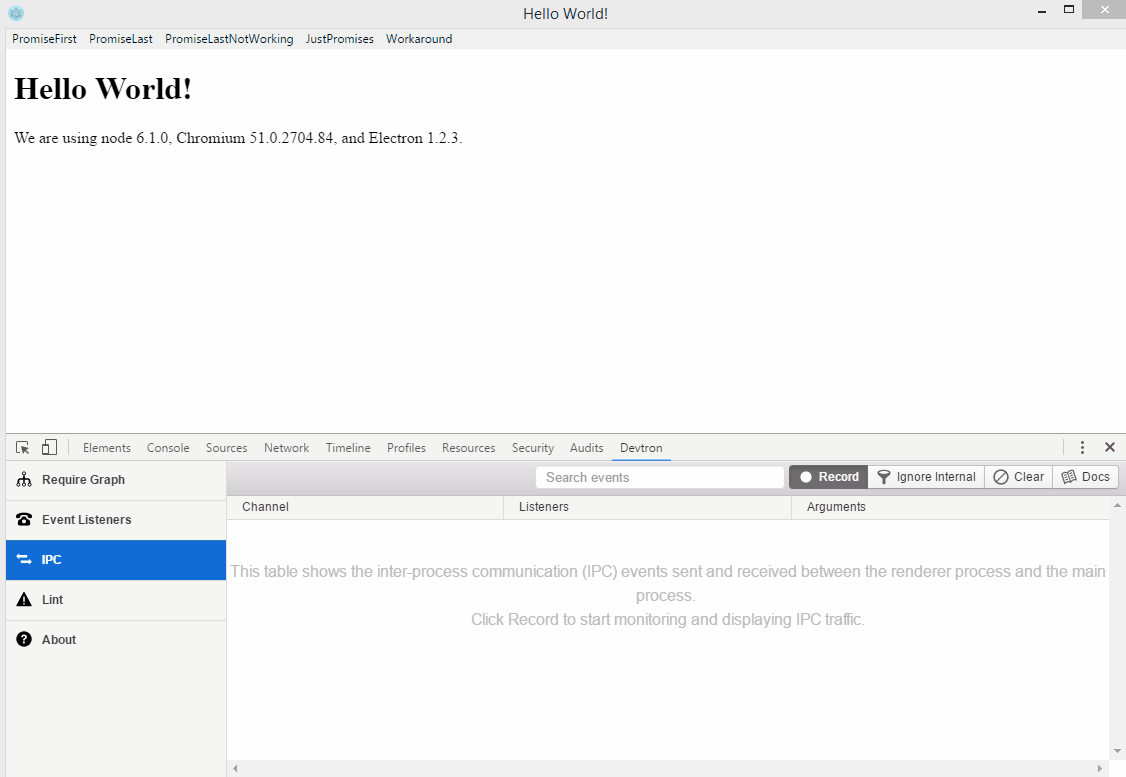 Hello World!
PromiseFirst PromiseLast PromiseLastNotWorking JustPromises Workaround
Hello World!
We are using node 6.1.0, Chromium 51.0.2704.84, and Electron 1.2.3.
Elements Console Sources Network Timeline Profiles Resources Security Audits Devtron
Require Graph
Event Listeners
IPC
Lint
About
Search events Record Ignore Internal Clear Docs
Channel Listeners Arguments
This table shows the inter-process communication (IPC) events sent and received between the renderer process and the main
process.
Click Record to start monitoring and displaying IPC traffic.